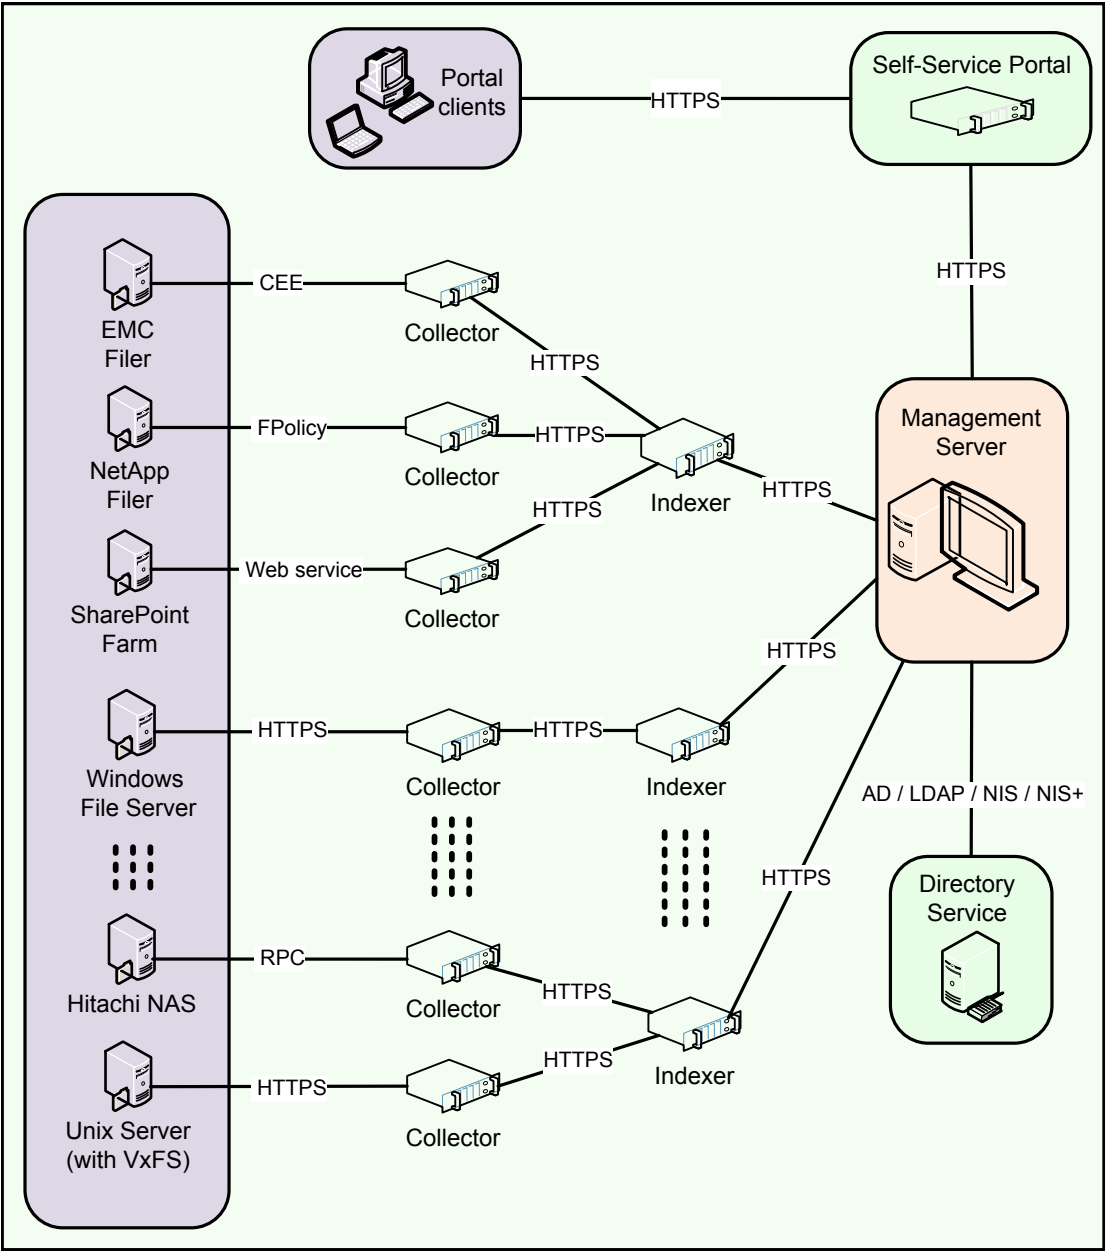 Portal
clients
HTTPS
Self-Service Portal
HTTPS
EMC
Filer
CEE
Collector
HTTPS
NetApp
Filer
FPolicy
Collector
HTTPS
Indexer
HTTPS
Management
Server
SharePoint
Farm
Web service
Collector
HTTPS
HTTPS
Windows
File Server
HTTPS
Collector
HTTPS
Indexer
AD / LDAP / NIS / NIS+
HTTPS
Directory
Service
Hitachi NAS
RPC
Collector
HTTPS
Indexer
Unix Server
(with VxFS)
HTTPS
Collector
HTTPS